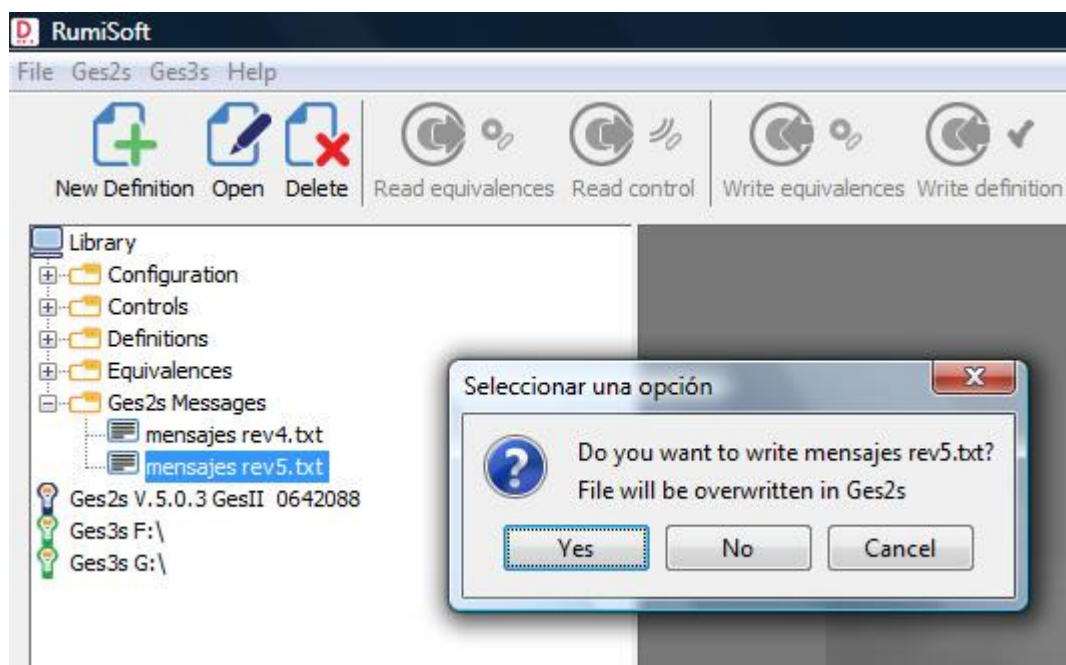 RumiSoft
File Ges2s Ges3s Help
New Definition Open Delete Read equivalences Read control Write equivalences Write definition
Library
Configuration
Controls
Definitions
Equivalences
Ges2s Messages
mensajes rev4.txt
mensajes rev5.txt
Ges2s V.5.0.3 GesII 0642088
Ges3s F:\
Ges3s G:\
Seleccionar una opción
Do you want to write mensajes rev5.txt?
File will be overwritten in Ges2s
Yes No Cancel